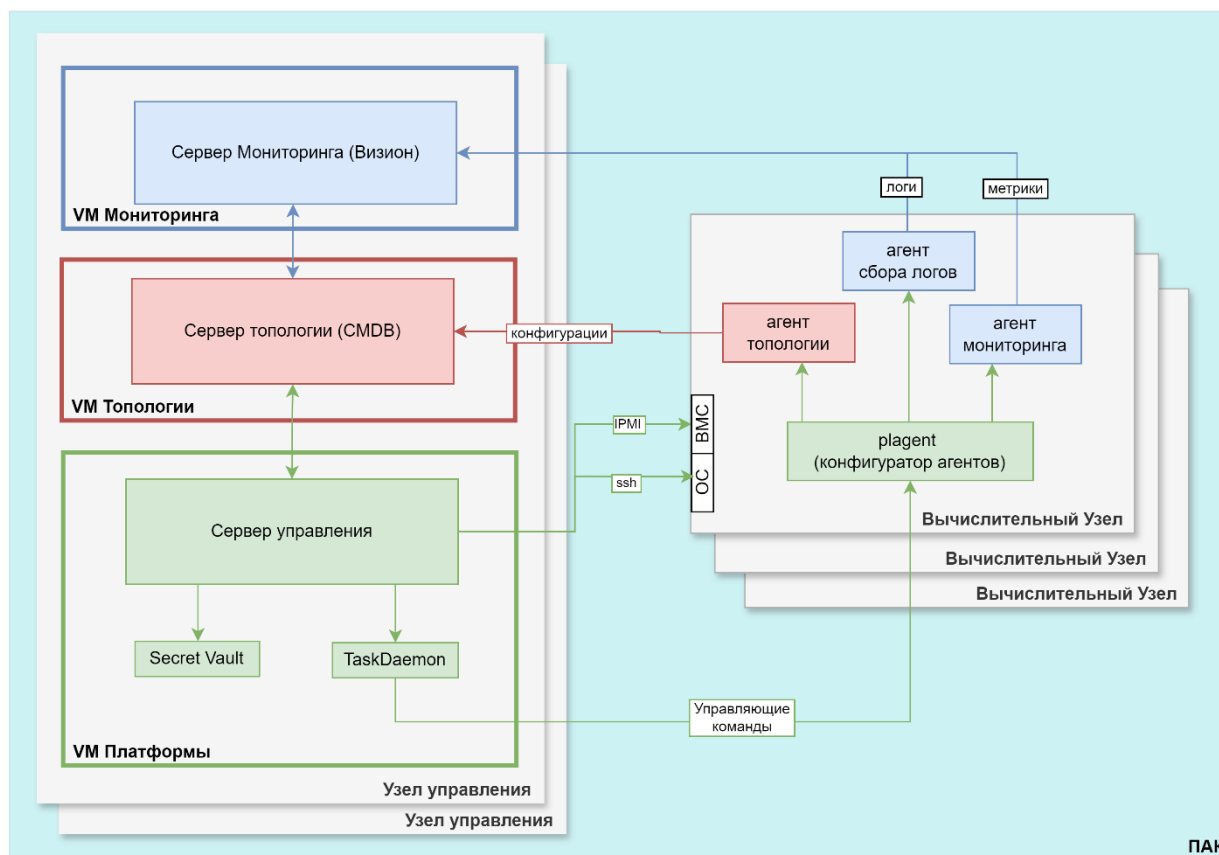 Сервер Мониторинга (Визион)
VM Мониторинга
Сервер топологии (CMDB)
VM Топологии
Сервер управления
Secret Vault
TaskDaemon
VM Платформы
Узел управления
Узел управления
логи
метрики
конфигурации
IPMI
ssh
Управляющие
команды
агент
сбора логов
агент
топологии
агент
мониторинга
BMC
ОС
plagent
(конфигуратор агентов)
Вычислительный Узел
Вычислительный Узел
Вычислительный Узел
ПАК